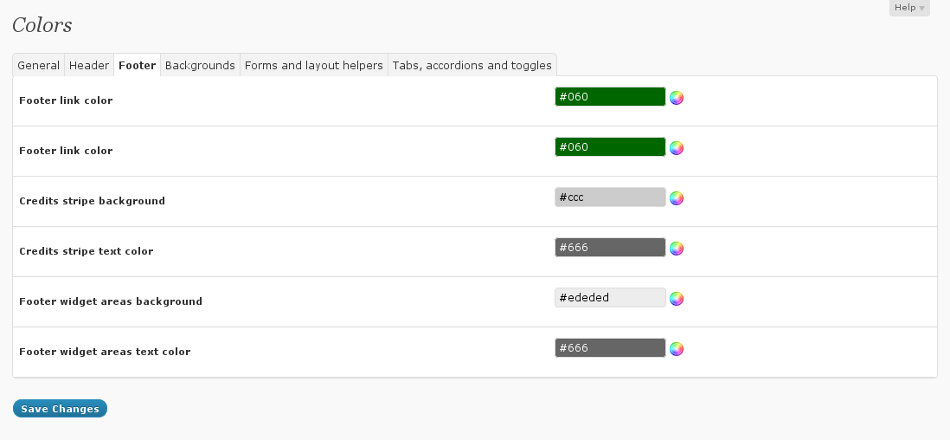 Help
Colors
General Header Footer Backgrounds Forms and layout helpers Tabs, accordions and toggles
Footer link color #060
Footer link color #060
Credits stripe background #ccc
Credits stripe text color #666
Footer widget areas background #ededed
Footer widget areas text color #666
Save Changes